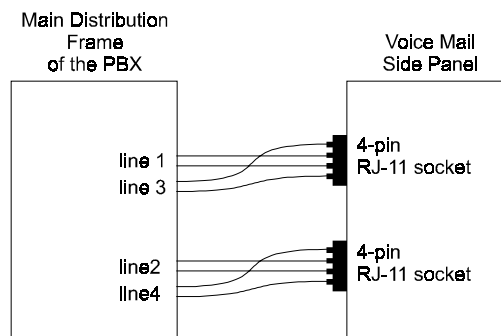 Main Distribution
Frame
of the PBX
Voice Mail
Side Panel
line 1
line 3
4-pin
RJ-11 socket
line2
line4
4-pin
RJ-11 socket